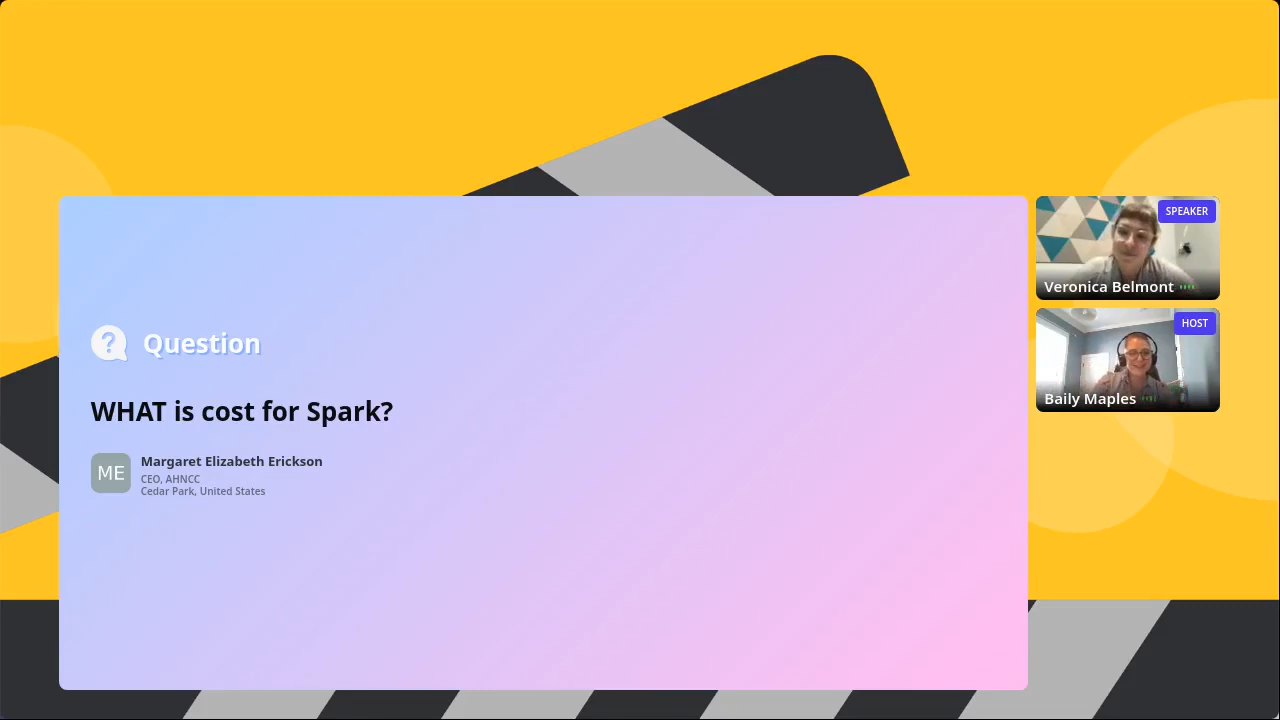 Question
WHAT is cost for Spark?
ME
Margaret Elizabeth Erickson
CEO, AHNCC
Cedar Park, United States
SPEAKER
Veronica Belmont
HOST
Baily Maples